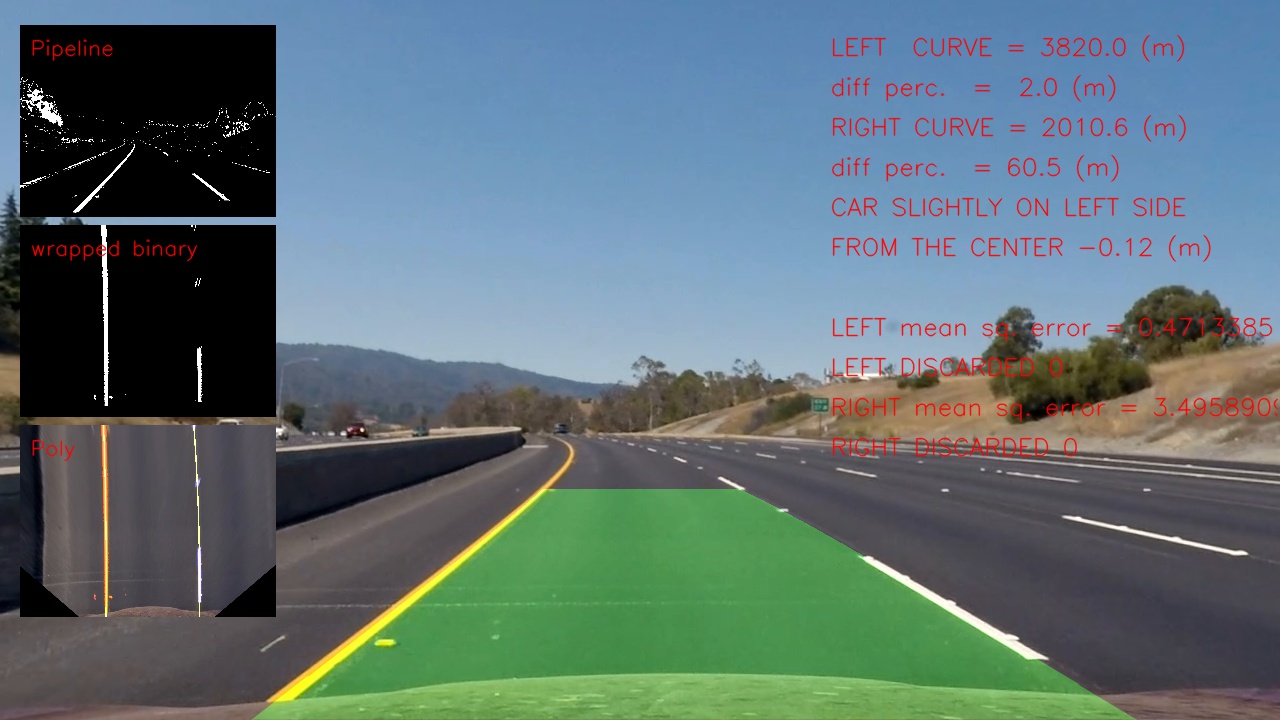 Pipeline
wrapped binary
Poly
LEFT CURVE = 3820.0 (m)
diff perc. = 2.0 (m)
RIGHT CURVE = 2010.6 (m)
diff perc. = 60.5 (m)
CAR SLIGHTLY ON LEFT SIDE
FROM THE CENTER -0.12 (m)
LEFT mean sq. error = 0.4713385
LEFT DISCARDED 0
RIGHT mean sq. error = 3.495890
RIGHT DISCARDED 0